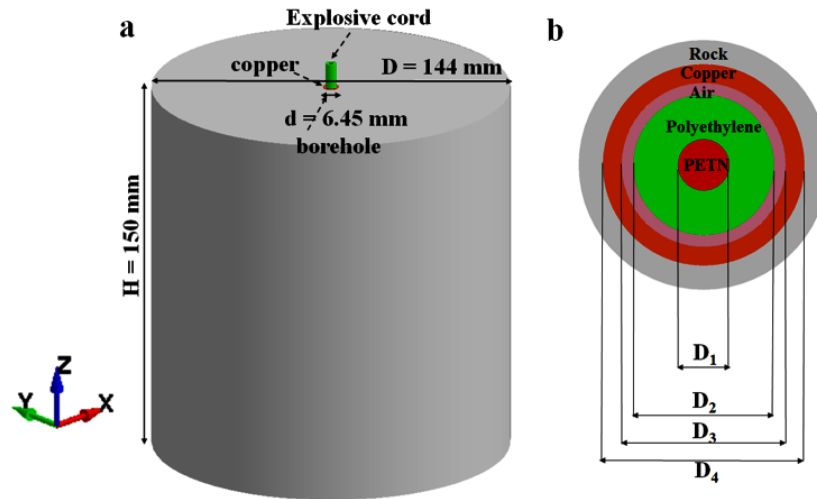 a
Explosive cord
copper
D = 144 mm
d = 6.45 mm
borehole
H = 150 mm
Z
Y
X
b
Rock
Copper
Air
Polyethylene
PETN
D₁
D₂
D₃
D₄